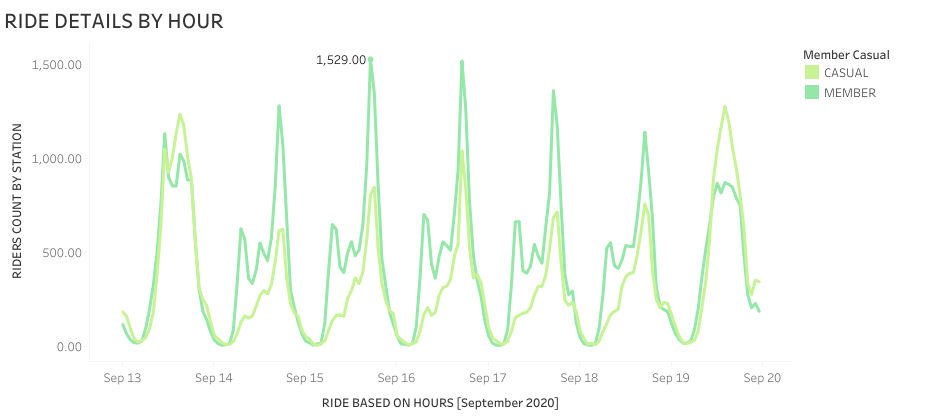 RIDE DETAILS BY HOUR
1,500.00
1,000.00
500.00
0.00
RIDERS COUNT BY STATION
1,529.00
Sep 13 Sep 14 Sep 15 Sep 16 Sep 17 Sep 18 Sep 19 Sep 20
RIDE BASED ON HOURS [September 2020]
Member Casual
CASUAL
MEMBER